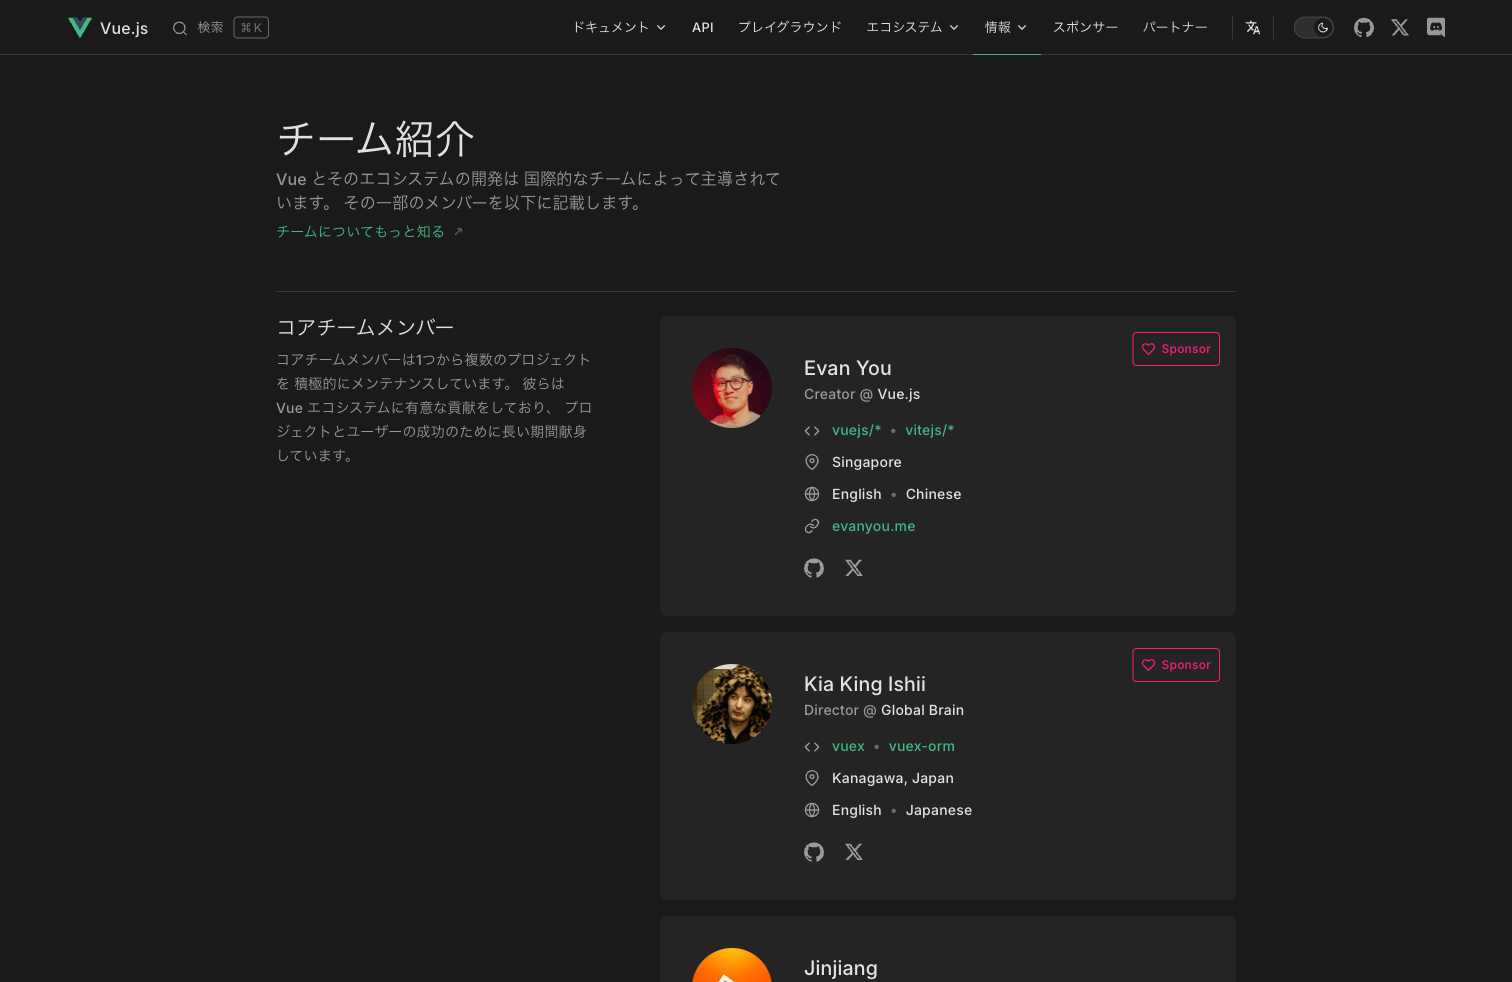 Vue.js 検索 ⌘ K ドキュメント API プレイグラウンド エコシステム 情報 スポンサー パートナー
チーム紹介
Vue とそのエコシステムの開発は 国際的なチームによって主導されて
います。 その一部のメンバーを以下に記載します。
チームについてもっと知る ↗
コアチームメンバー
コアチームメンバーは1つから複数のプロジェクト
を 積極的にメンテナンスしています。 彼らは
Vue エコシステムに有意な貢献をしており、 プロ
ジェクトとユーザーの成功のために長い期間献身
しています。
Sponsor
Evan You
Creator @ Vue.js
vuejs/* • vitejs/*
Singapore
English • Chinese
evanyou.me
Sponsor
Kia King Ishii
Director @ Global Brain
vuex • vuex-orm
Kanagawa, Japan
English • Japanese
Jinjiang